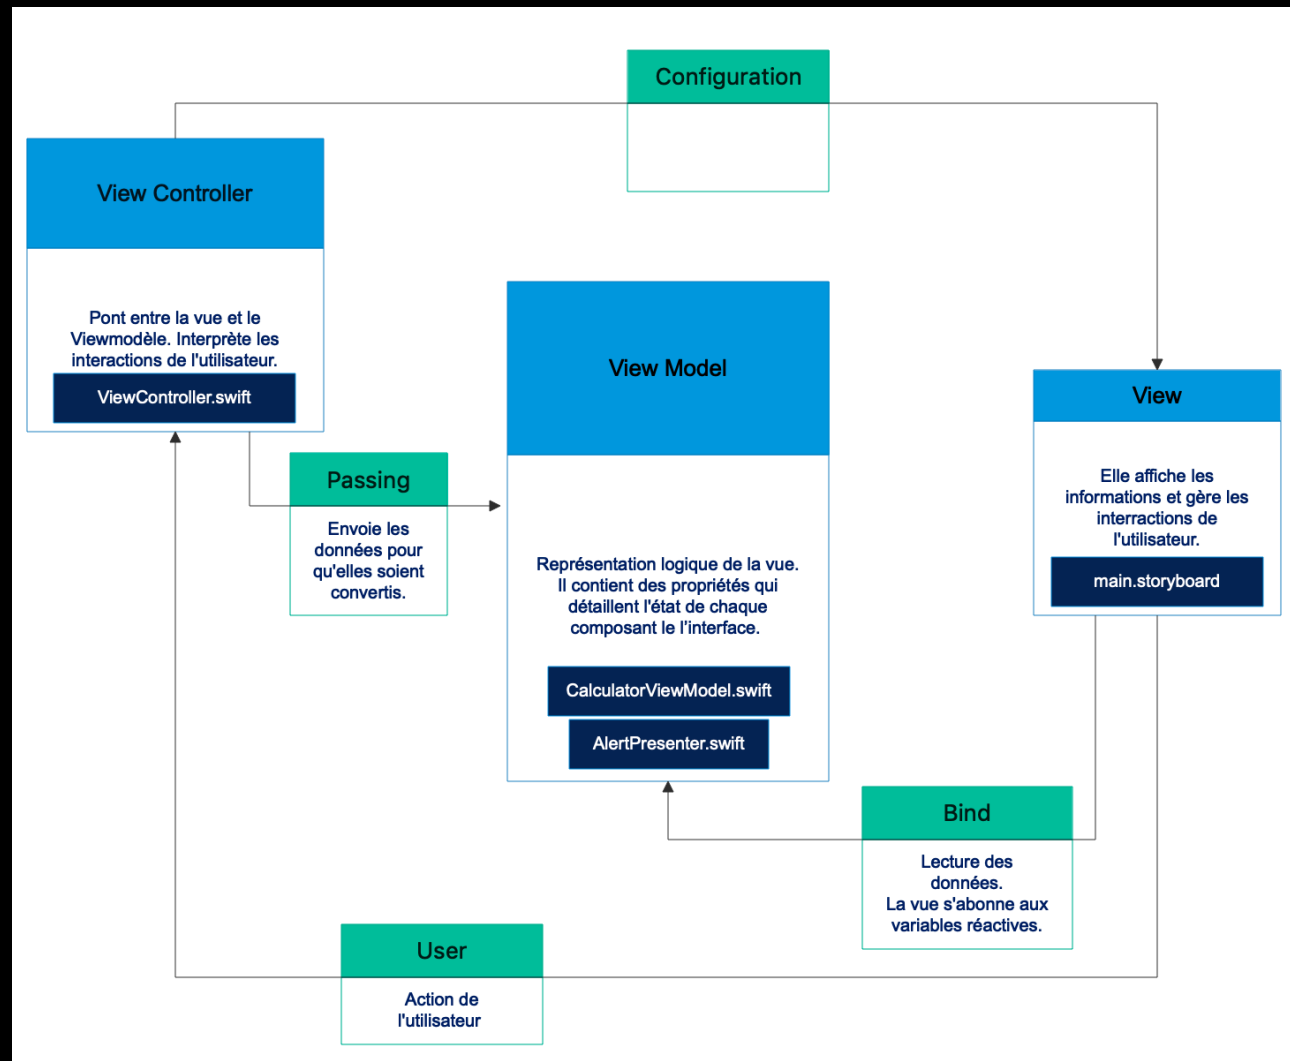 Configuration
View Controller
Pont entre la vue et le
Viewmodèle. Interprète les
interactions de l'utilisateur.
ViewController.swift
View Model
Représentation logique de la vue.
Il contient des propriétés qui
détaillent l'état de chaque
composant le l'interface.
CalculatorViewModel.swift
AlertPresenter.swift
View
Elle affiche les
informations et gère les
interractions de
l'utilisateur.
main.storyboard
Passing
Envoie les
données pour
qu'elles soient
convertis.
Bind
Lecture des
données.
La vue s'abonne aux
variables réactives.
User
Action de
l'utilisateur